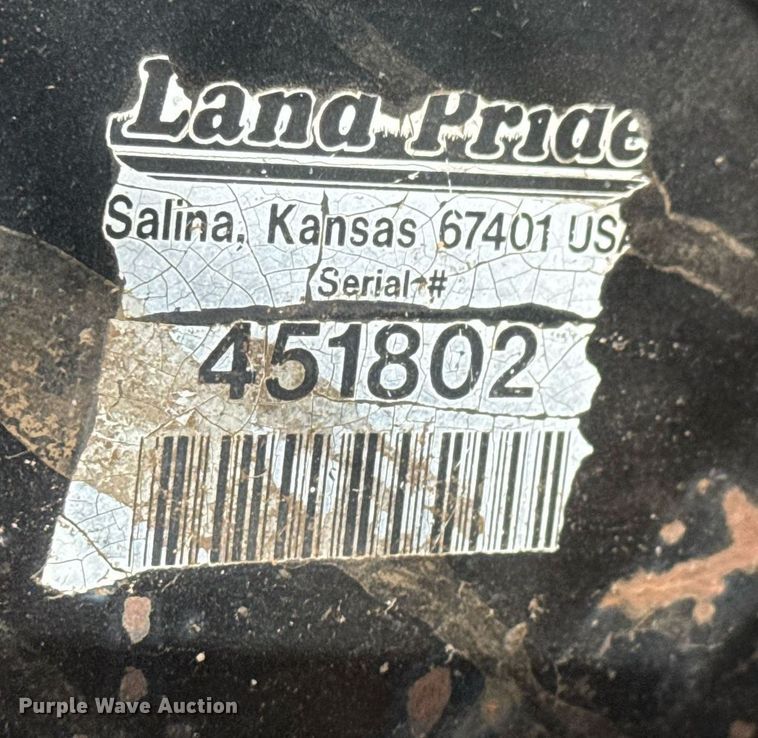 Land Pride
Salina, Kansas 67401 USA
Serial #
451802
Purple Wave Auction